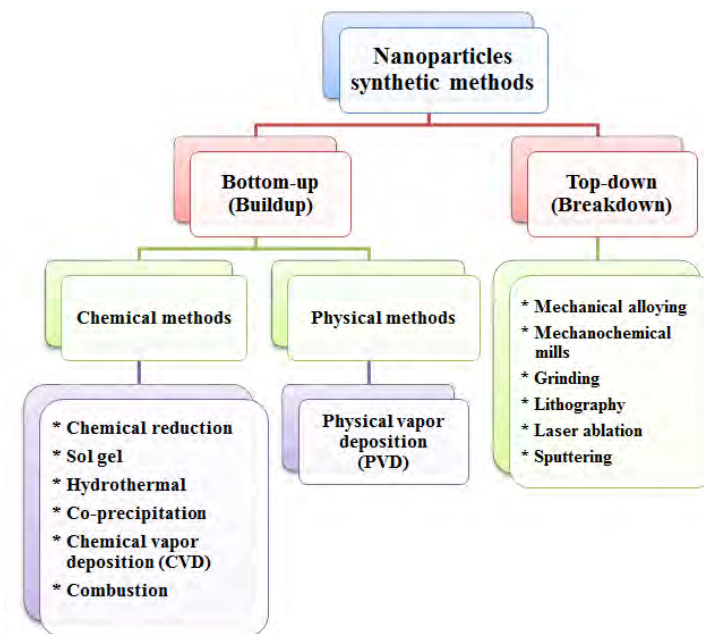 Nanoparticles
synthetic methods
Bottom-up
(Buildup)
Top-down
(Breakdown)
Chemical methods
Physical methods
* Mechanical alloying
* Mechanochemical
mills
* Grinding
* Lithography
* Laser ablation
* Sputtering
* Chemical reduction
* Sol gel
* Hydrothermal
* Co-precipitation
* Chemical vapor
deposition (CVD)
* Combustion
Physical vapor
deposition
(PVD)